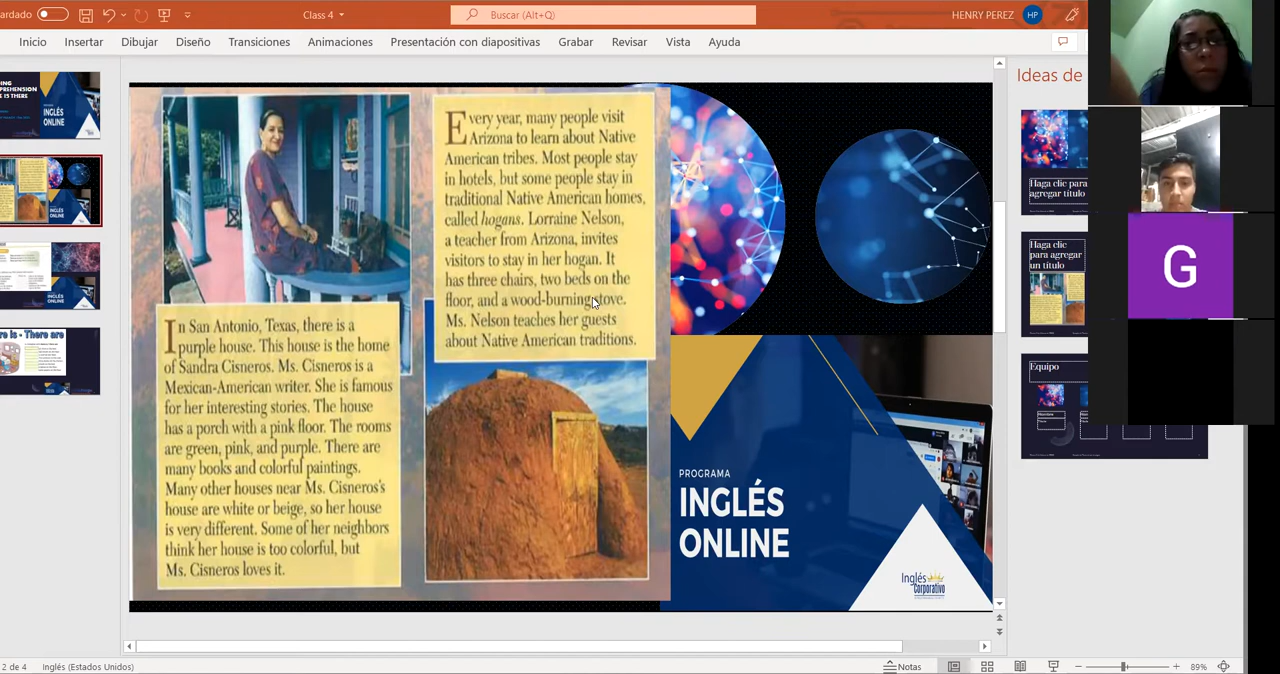 ardado
Class 4
Buscar (Alt+Q)
HENRY PEREZ
HP
Inicio Insertar Dibujar Diseño Transiciones Animaciones Presentación con diapositivas Grabar Revisar Vista Ayuda
INGLÉS
ONLINE
Every year, many people visit
Arizona to learn about Native
American tribes. Most people stay
in hotels, but some people stay in
traditional Native American homes,
called hogans. Lorraine Nelson,
a teacher from Arizona, invites
visitors to stay in her hogan. It
has three chairs, two beds on the
floor, and a wood-burning stove.
Ms. Nelson teaches her guests
about Native American traditions.
In San Antonio, Texas, there is a
purple house. This house is the home
of Sandra Cisneros. Ms. Cisneros is a
Mexican-American writer. She is famous
for her interesting stories. The house
has a porch with a pink floor. The rooms
are green, pink, and purple. There are
many books and colorful paintings.
Many other houses near Ms. Cisneros's
house are white or beige, so her house
is very different. Some of her neighbors
think her house is too colorful, but
Ms. Cisneros loves it.
PROGRAMA
INGLÉS
ONLINE
Inglés
Corporativo
Ideas de
Haga clic para
agregar título
Haga clic
para agregar
un título
Equipo
G
2 de 4
Inglés (Estados Unidos)
Notas
89%